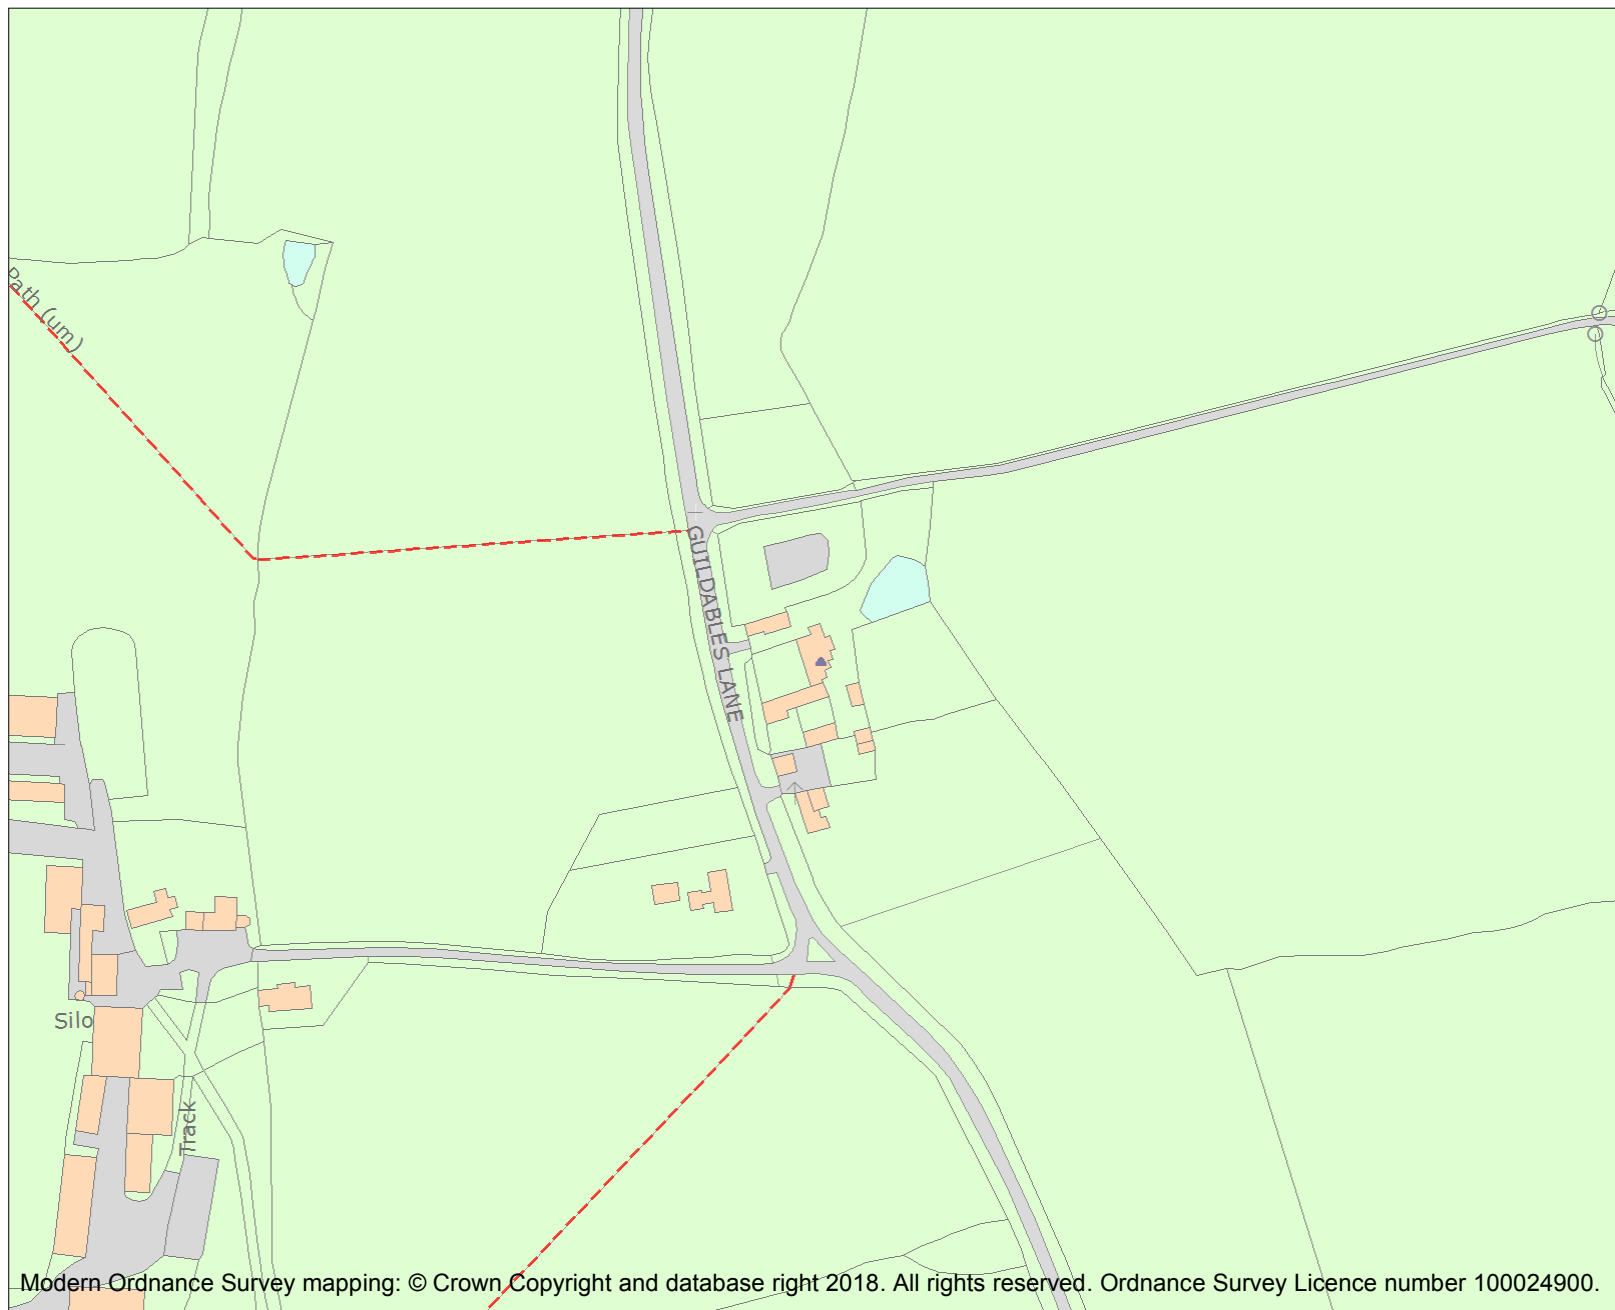 Path (um)
GUILDABLES LANE
Silo
Track
Modern Ordnance Survey mapping: © Crown Copyright and database right 2018. All rights reserved. Ordnance Survey Licence number 100024900.